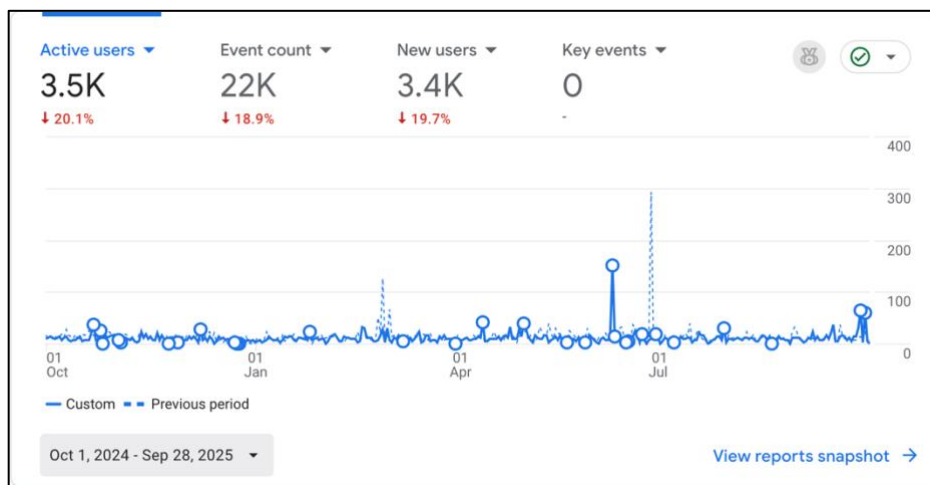 Active users
Event count
New users
Key events
3.5K
22K
3.4K
0
↓ 20.1%
↓ 18.9%
↓ 19.7%
-
400
300
200
100
0
01 Oct
01 Jan
01 Apr
01 Jul
Custom
Previous period
Oct 1, 2024 - Sep 28, 2025
View reports snapshot →